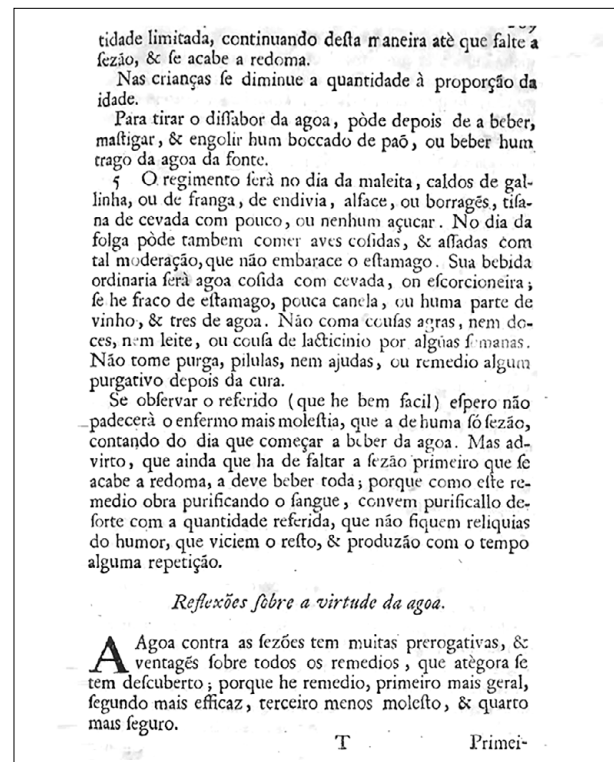 tidade limitada, continuando deſta maneira atè que falte a
ſezão, & ſe acabe a redoma.
Nas crianças ſe diminue a quantidade à proporção da
idade.
Para tirar o diſſabor da agoa, pòde depois de a beber,
maſtigar, & engolir hum boccado de paõ, ou beber hum
trago da agoa da fonte.
5 O regimento ſerà no dia da maleita, caldos de gal-
linha, ou de franga, de endivia, alface, ou borragẽs, tiſa-
na de cevada com pouco, ou nenhum açucar. No dia da
folga pòde tambem comer aves coſidas, & aſſadas com
tal moderação, que não embarace o eſtamago. Sua bebida
ordinaria ſerà agoa coſida com cevada, on eſcorcioneira;
ſe he fraco de eſtamago, pouca canela, ou huma parte de
vinho, & tres de agoa. Não coma couſas agras, nem do-
ces, nem leite, ou couſa de lacticinio por algũas ſemanas.
Não tome purga, pilulas, nem ajudas, ou remedio algum
purgativo depois da cura.
Se obſervar o referido (que he bem facil) eſpero não
padecerà o enfermo mais moleſtia, que a de huma ſó ſezão,
contando do dia que começar a beber da agoa. Mas ad-
virto, que ainda que ha de faltar a ſezão primeiro que ſe
acabe a redoma, a deve beber toda; porque como eſte re-
medio obra purificando o ſangue, convem purificallo de-
ſorte com a quantidade referida, que não fiquem reliquias
do humor, que viciem o reſto, & produzão com o tempo
alguma repetição.
Reflexões ſobre a virtude da agoa.
A Agoa contra as ſezões tem muitas prerogativas, &
ventagẽs ſobre todos os remedios, que atègora ſe
tem deſcuberto; porque he remedio, primeiro mais geral,
ſegundo mais efficaz, terceiro menos moleſto, & quarto
mais ſeguro.
T Primei-